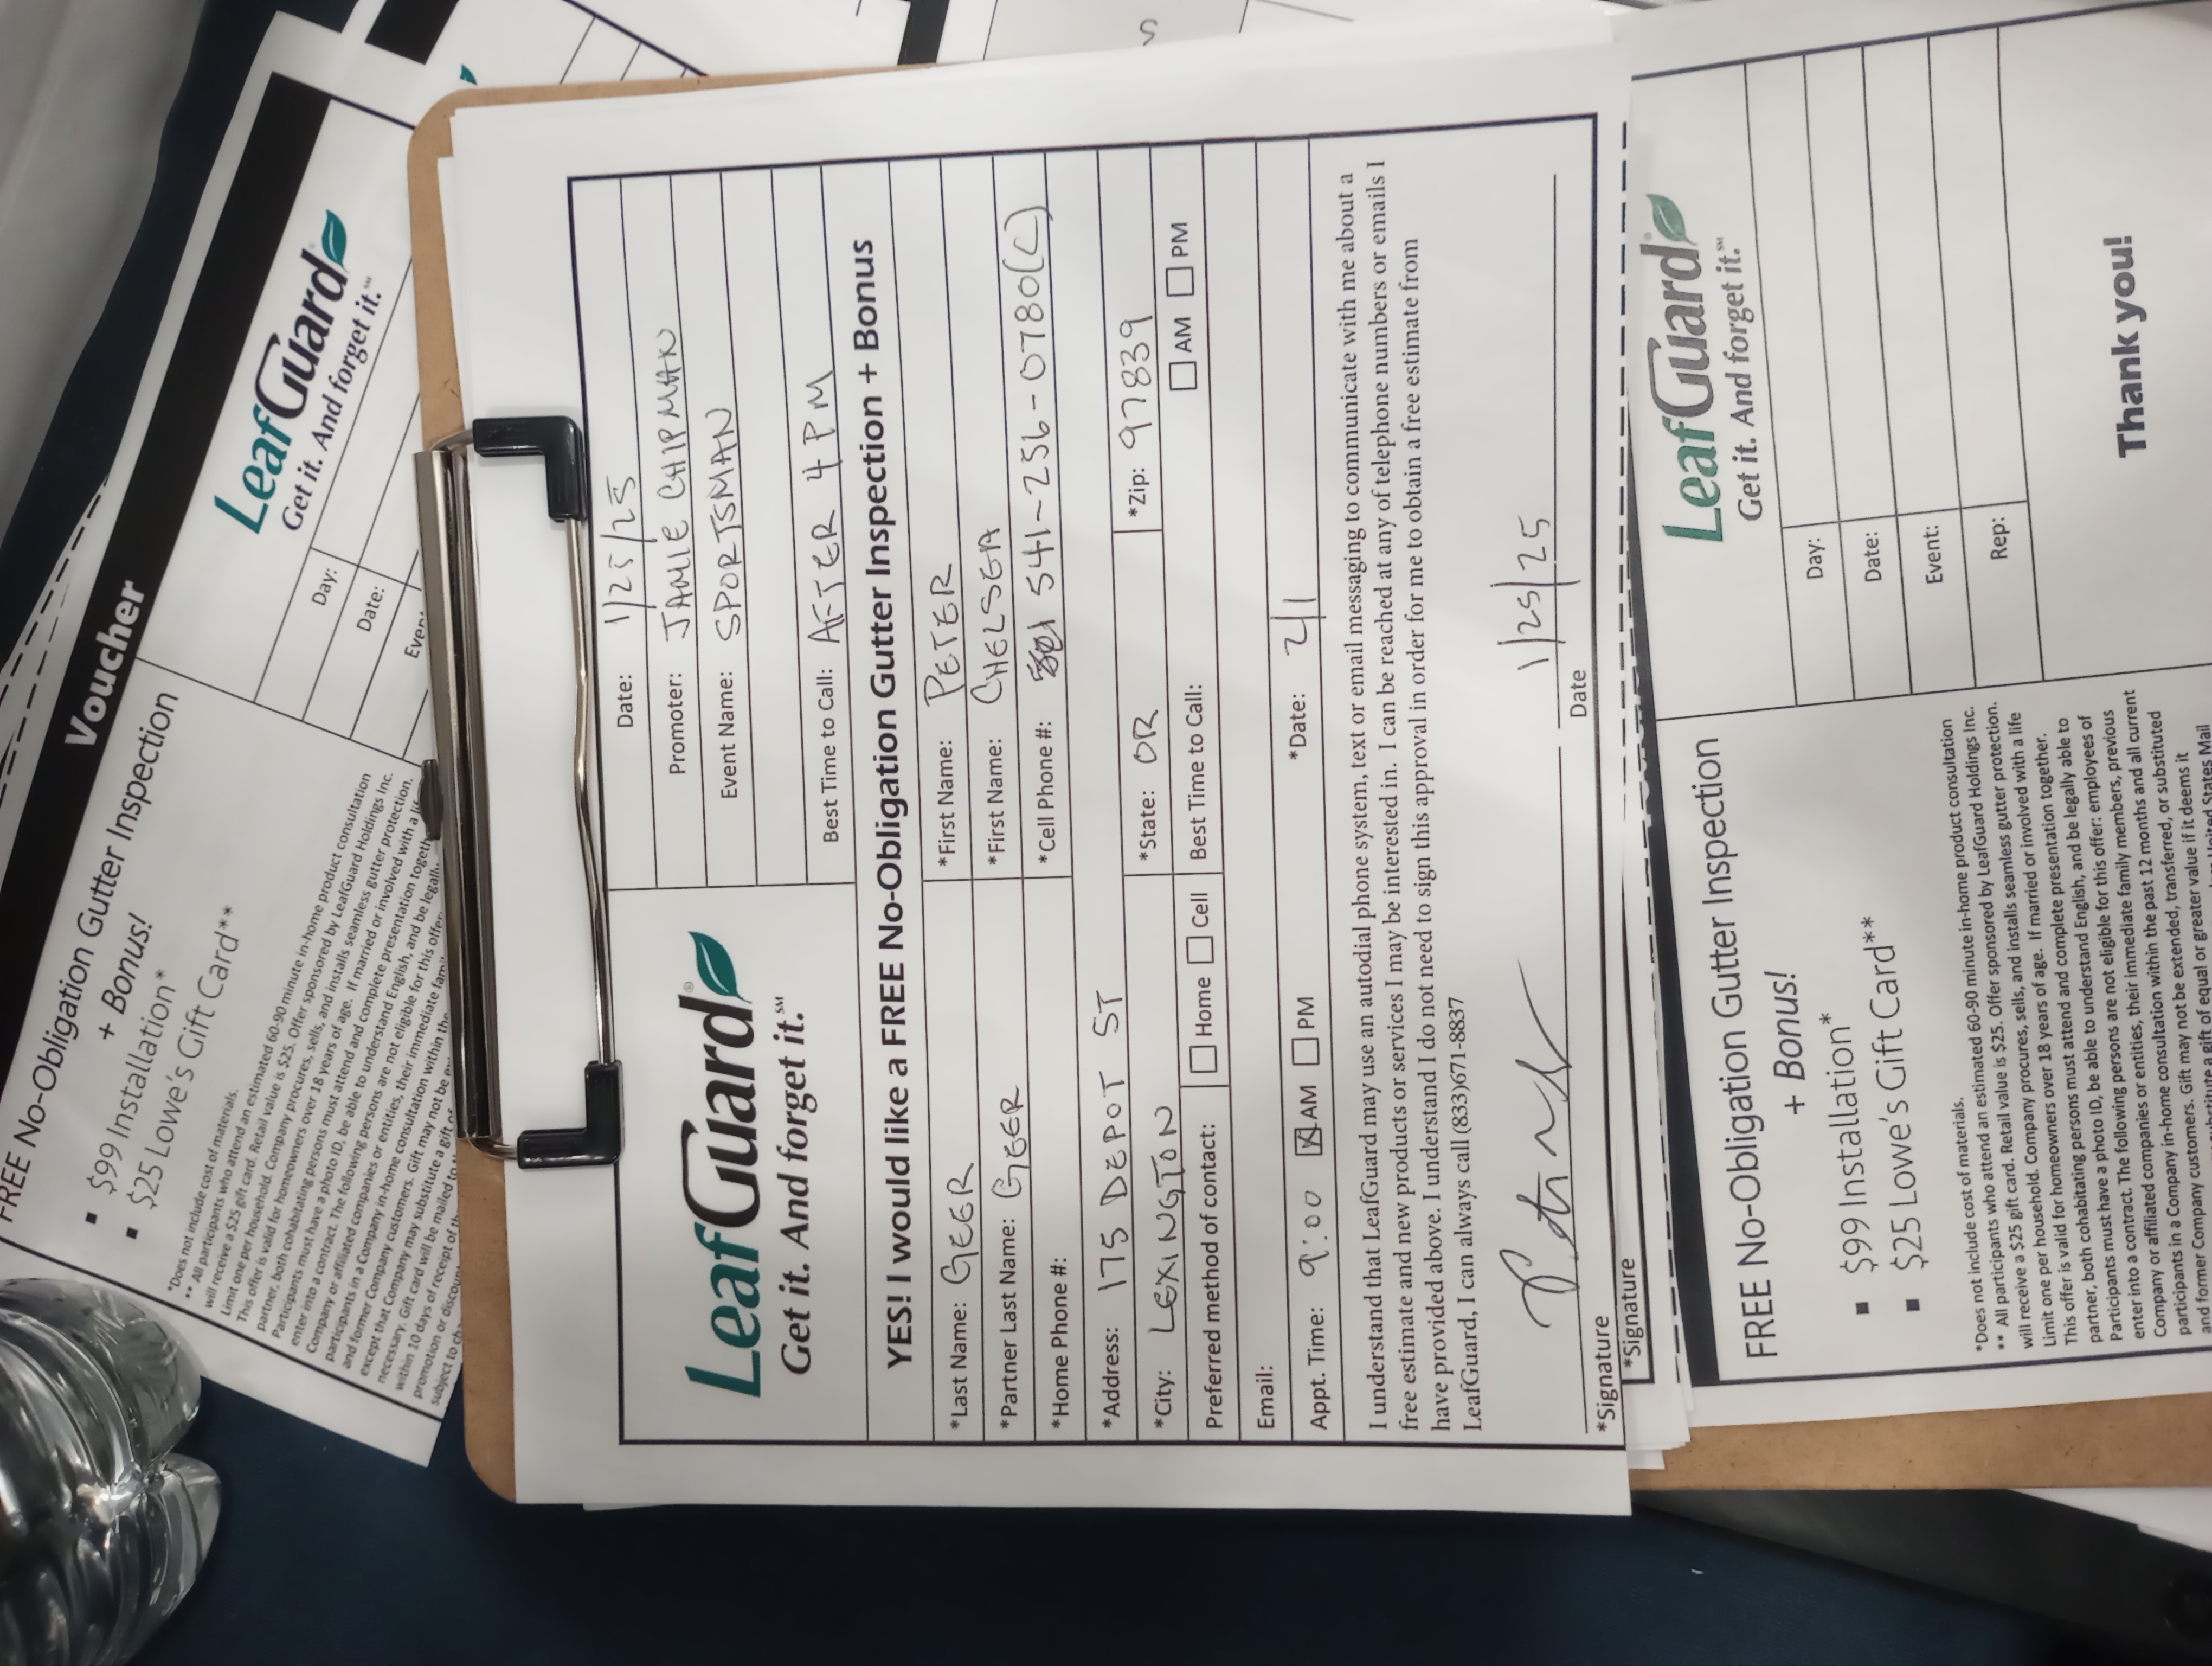 Voucher
FREE No-Obligation Gutter Inspection
+ Bonus!
▪ $99 Installation*
▪ $25 Lowe's Gift Card**
*Does not include cost of materials.
** All participants who attend an estimated 60-90 minute in-home product consultation
will receive a $25 gift card. Retail value is $25. Offer sponsored by LeafGuard Holdings Inc.
Limit one per household. Company procures, sells, and installs seamless gutter protection.
This offer is valid for homeowners over 18 years of age. If married or involved with a
partner, both cohabitating persons must attend and complete presentation
Participants must have a photo ID, be able to understand English, and be legally
enter into a contract. The following persons are not eligible for this
Company or affiliated companies or entities, their immediate
participants in a Company in-home consultation within the
and former Company customers. Gift may not be
except that Company may substitute a gift of
necessary. Gift card will be mailed to
within 10 days of receipt of
promotion or discount
subject to
LeafGuard
Get it. And forget it.℠
Day:
Date:
LeafGuard®
Get it. And forget it.℠
Date: 1/25/25
Promoter: JAMIE CHIPMAN
Event Name: SPORTSMAN
Best Time to Call: AFTER 4 PM
YES! I would like a FREE No-Obligation Gutter Inspection + Bonus
*Last Name: GEER *First Name: PETER
*Partner Last Name: GEER *First Name: CHELSEA
*Home Phone #: *Cell Phone #: 541-256-0780(C)
*Address: 175 DEPOT ST
*City: LEXINGTON *State: OR *Zip: 97839
Preferred method of contact: Home Cell Best Time to Call: AM PM
Email:
Appt. Time: 9:00 AM PM *Date: 2/1
I understand that LeafGuard may use an autodial phone system, text or email messaging to communicate with me about a
free estimate and new products or services I may be interested in. I can be reached at any of telephone numbers or emails I
have provided above. I understand I do not need to sign this approval in order for me to obtain a free estimate from
LeafGuard, I can always call (833)671-8837
1/25/25
*Signature Date
*Signature
FREE No-Obligation Gutter Inspection
+ Bonus!
▪ $99 Installation*
▪ $25 Lowe's Gift Card**
*Does not include cost of materials.
** All participants who attend an estimated 60-90 minute in-home product consultation
will receive a $25 gift card. Retail value is $25. Offer sponsored by LeafGuard Holdings Inc.
Limit one per household. Company procures, sells, and installs seamless gutter protection.
This offer is valid for homeowners over 18 years of age. If married or involved with a life
partner, both cohabitating persons must attend and complete presentation together.
Participants must have a photo ID, be able to understand English, and be legally able to
enter into a contract. The following persons are not eligible for this offer: employees of
Company or affiliated companies or entities, their immediate family members, previous
participants in a Company in-home consultation within the past 12 months and all current
and former Company customers. Gift may not be extended, transferred, or substituted
a gift of equal or greater value if it deems it
United States Mail
LeafGuard
Get it. And forget it.℠
Day:
Date:
Event:
Rep:
Thank you!